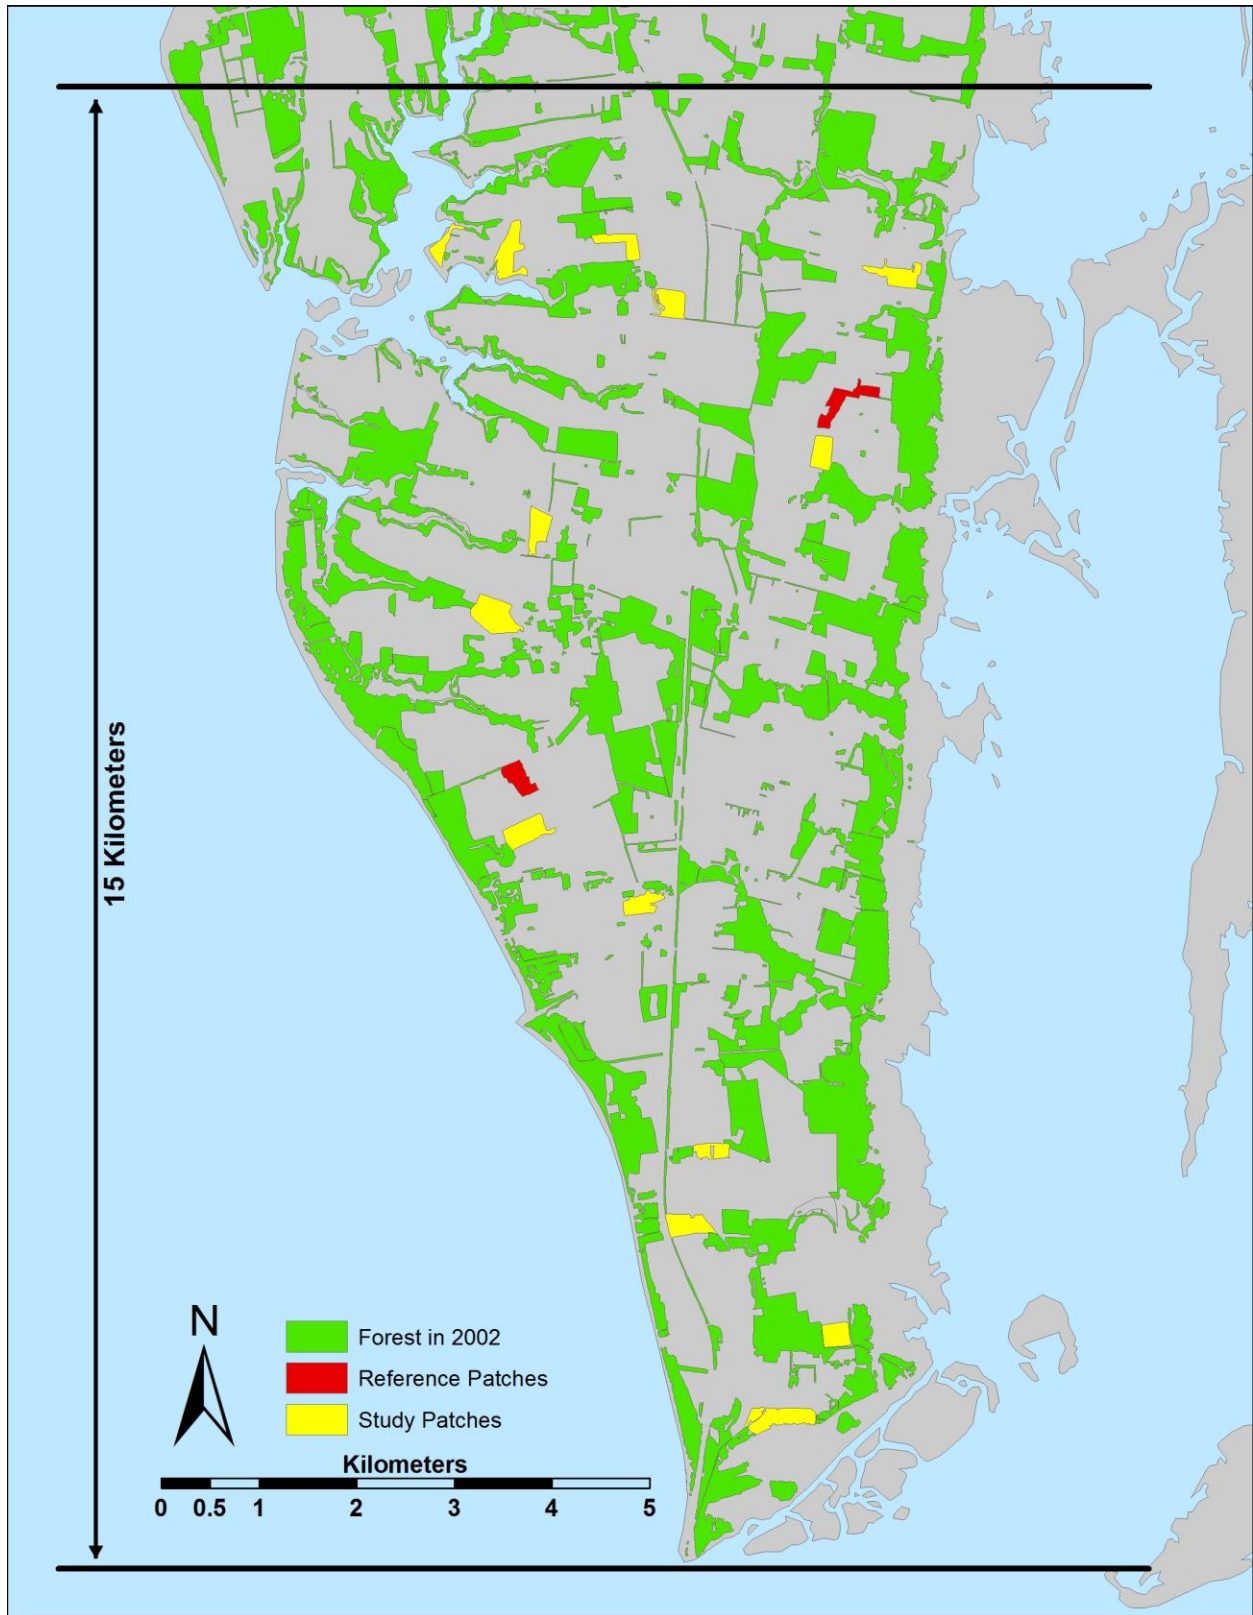 15 Kilometers
N
Forest in 2002
Reference Patches
Study Patches
Kilometers
0 0.5 1 2 3 4 5